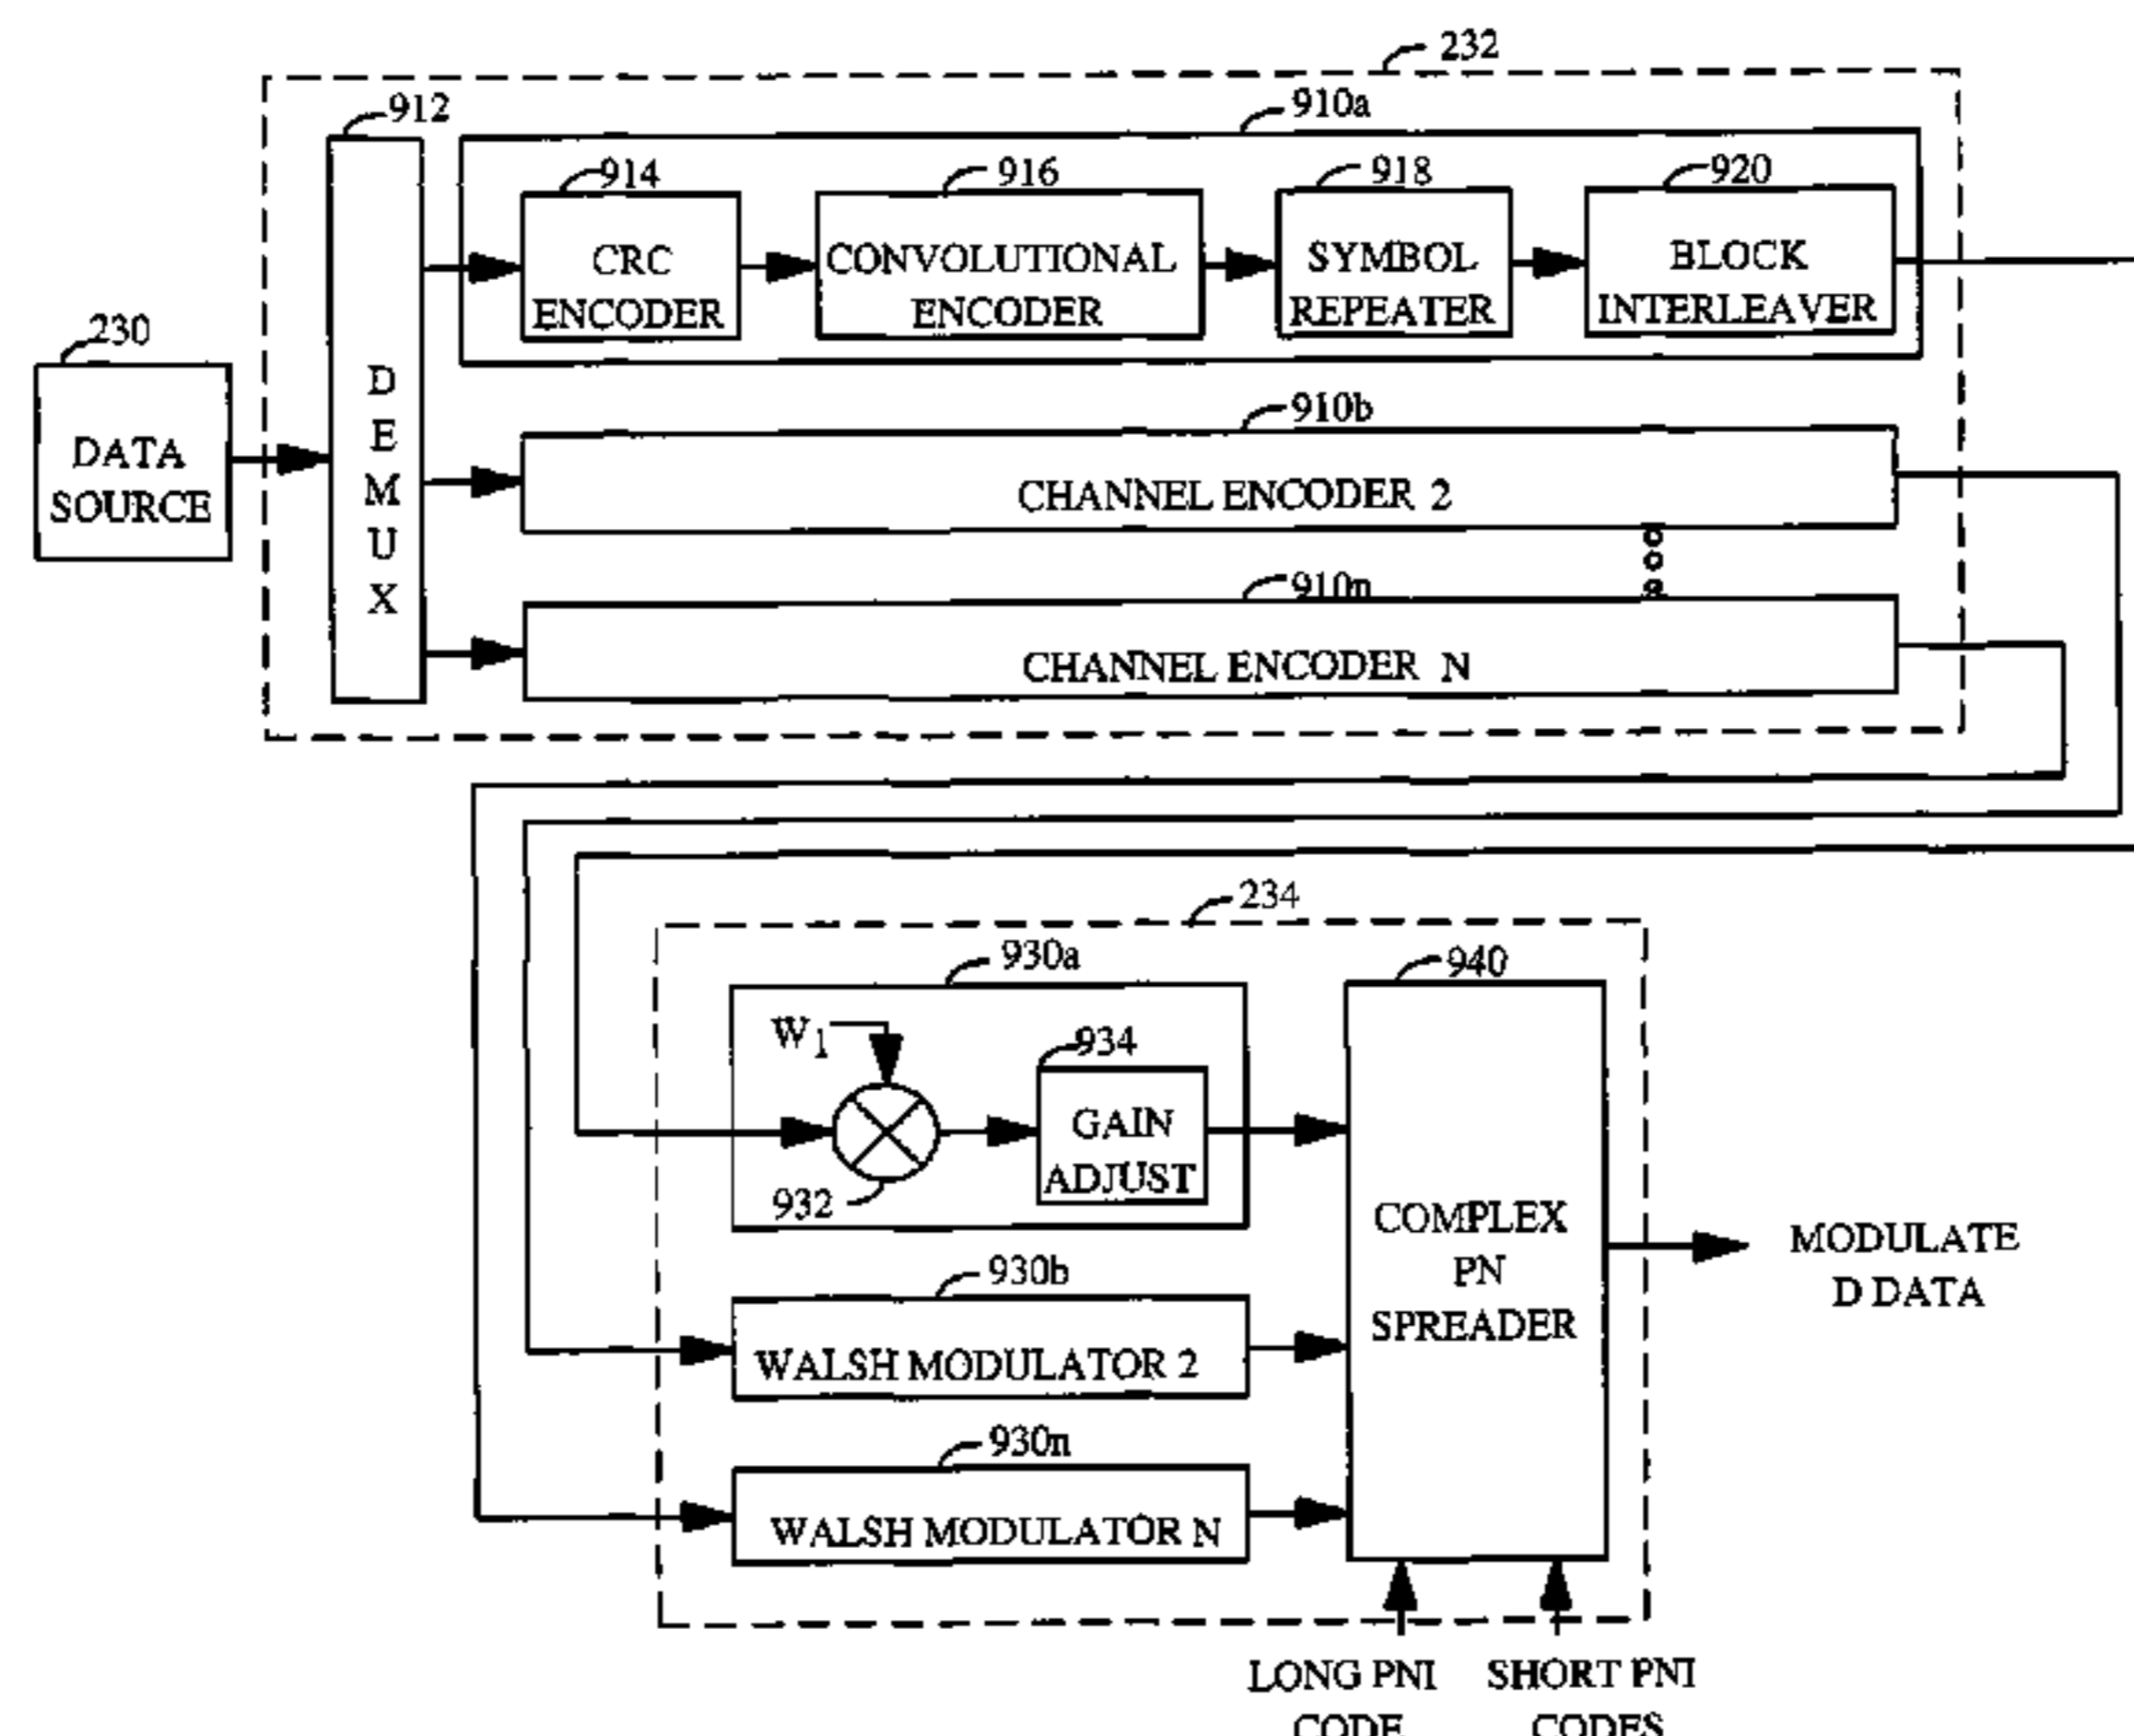 232
912
910a
914
916
918
920
CRC
ENCODER
CONVOLUTIONAL
ENCODER
SYMBOL
REPEATER
BLOCK
INTERLEAVER
230
DATA
SOURCE
D
E
M
U
X
910b
CHANNEL ENCODER 2
910n
CHANNEL ENCODER N
234
930a
940
W1
934
GAIN
ADJUST
932
COMPLEX
PN
SPREADER
MODULATE
D DATA
930b
WALSH MODULATOR 2
930n
WALSH MODULATOR N
LONG PNI
CODE
SHORT PNI
CODES